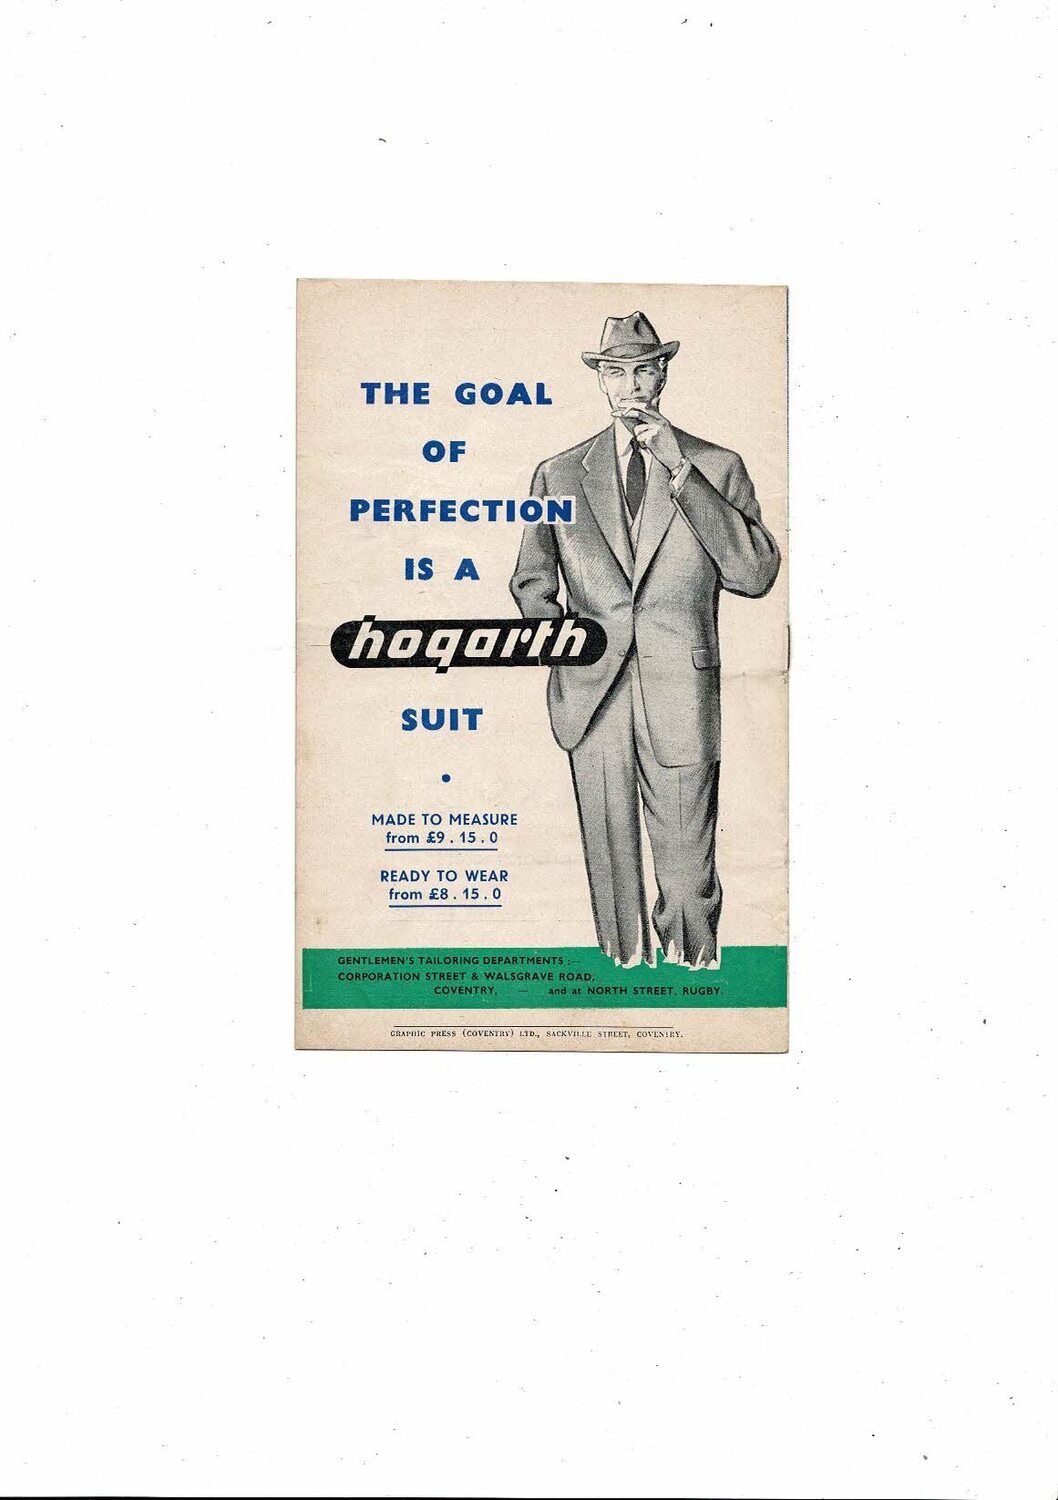 THE GOAL
OF
PERFECTION
IS A
hogarth
SUIT
•
MADE TO MEASURE
from £9 . 15 . 0
READY TO WEAR
from £8 . 15 . 0
GENTLEMEN'S TAILORING DEPARTMENTS :—
CORPORATION STREET & WALSGRAVE ROAD,
COVENTRY, — and at NORTH STREET, RUGBY.
GRAPHIC PRESS (COVENTRY) LTD., SACKVILLE STREET, COVENTRY.